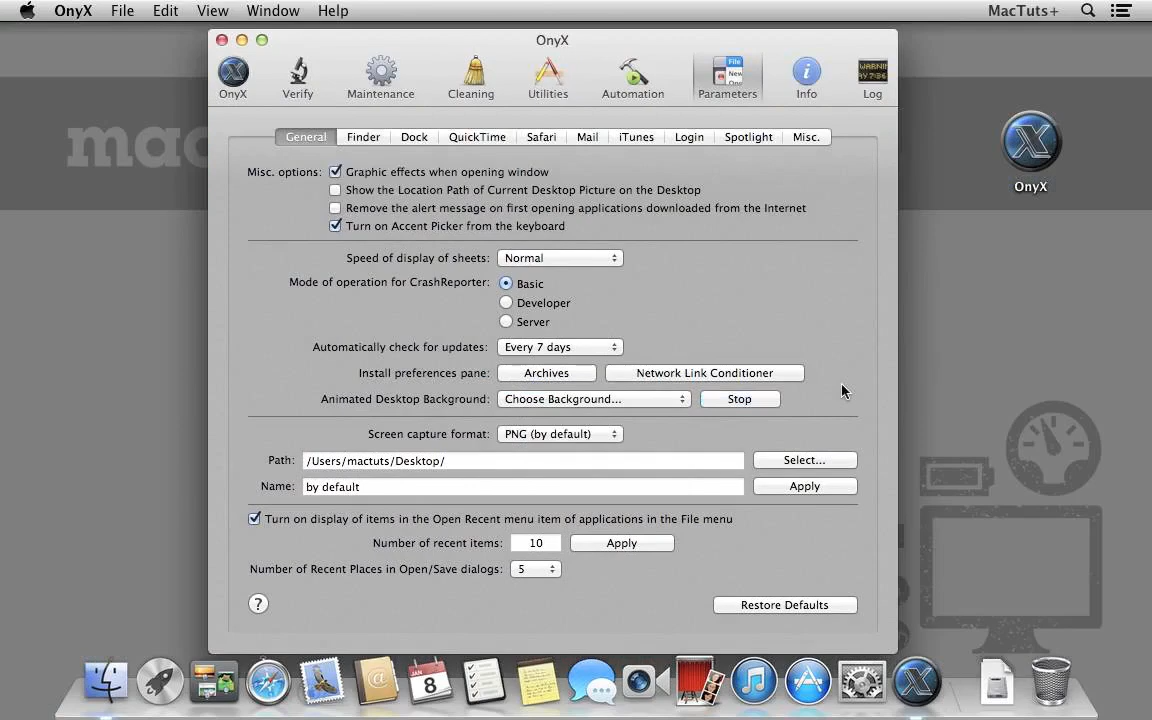 OnyX File Edit View Window Help MacTuts+
OnyX
OnyX Verify Maintenance Cleaning Utilities Automation Parameters Info Log
General Finder Dock QuickTime Safari Mail iTunes Login Spotlight Misc.
mac
OnyX
Misc. options: Graphic effects when opening window
Show the Location Path of Current Desktop Picture on the Desktop
Remove the alert message on first opening applications downloaded from the Internet
Turn on Accent Picker from the keyboard
Speed of display of sheets: Normal
Mode of operation for CrashReporter: Basic
Developer
Server
Automatically check for updates: Every 7 days
Install preferences pane: Archives Network Link Conditioner
Animated Desktop Background: Choose Background... Stop
Screen capture format: PNG (by default)
Path: /Users/mactuts/Desktop/ Select...
Name: by default Apply
Turn on display of items in the Open Recent menu item of applications in the File menu
Number of recent items: 10 Apply
Number of Recent Places in Open/Save dialogs: 5
? Restore Defaults
JAN
8